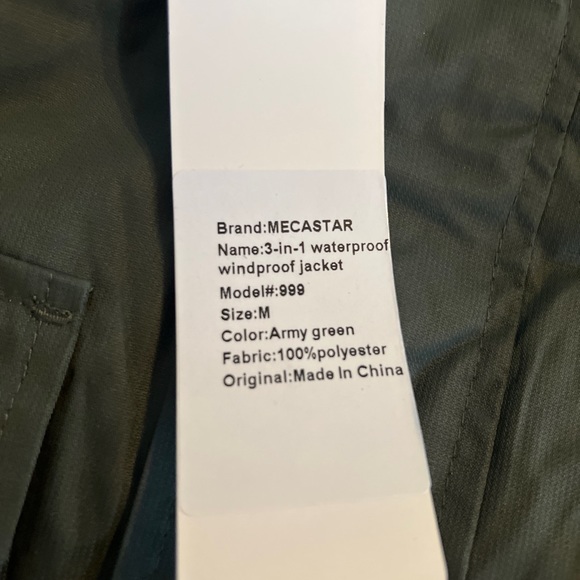 Brand:MECASTAR
Name:3-in-1 waterproof
windproof jacket
Model#:999
Size:M
Color:Army green
Fabric:100%polyester
Original:Made In China